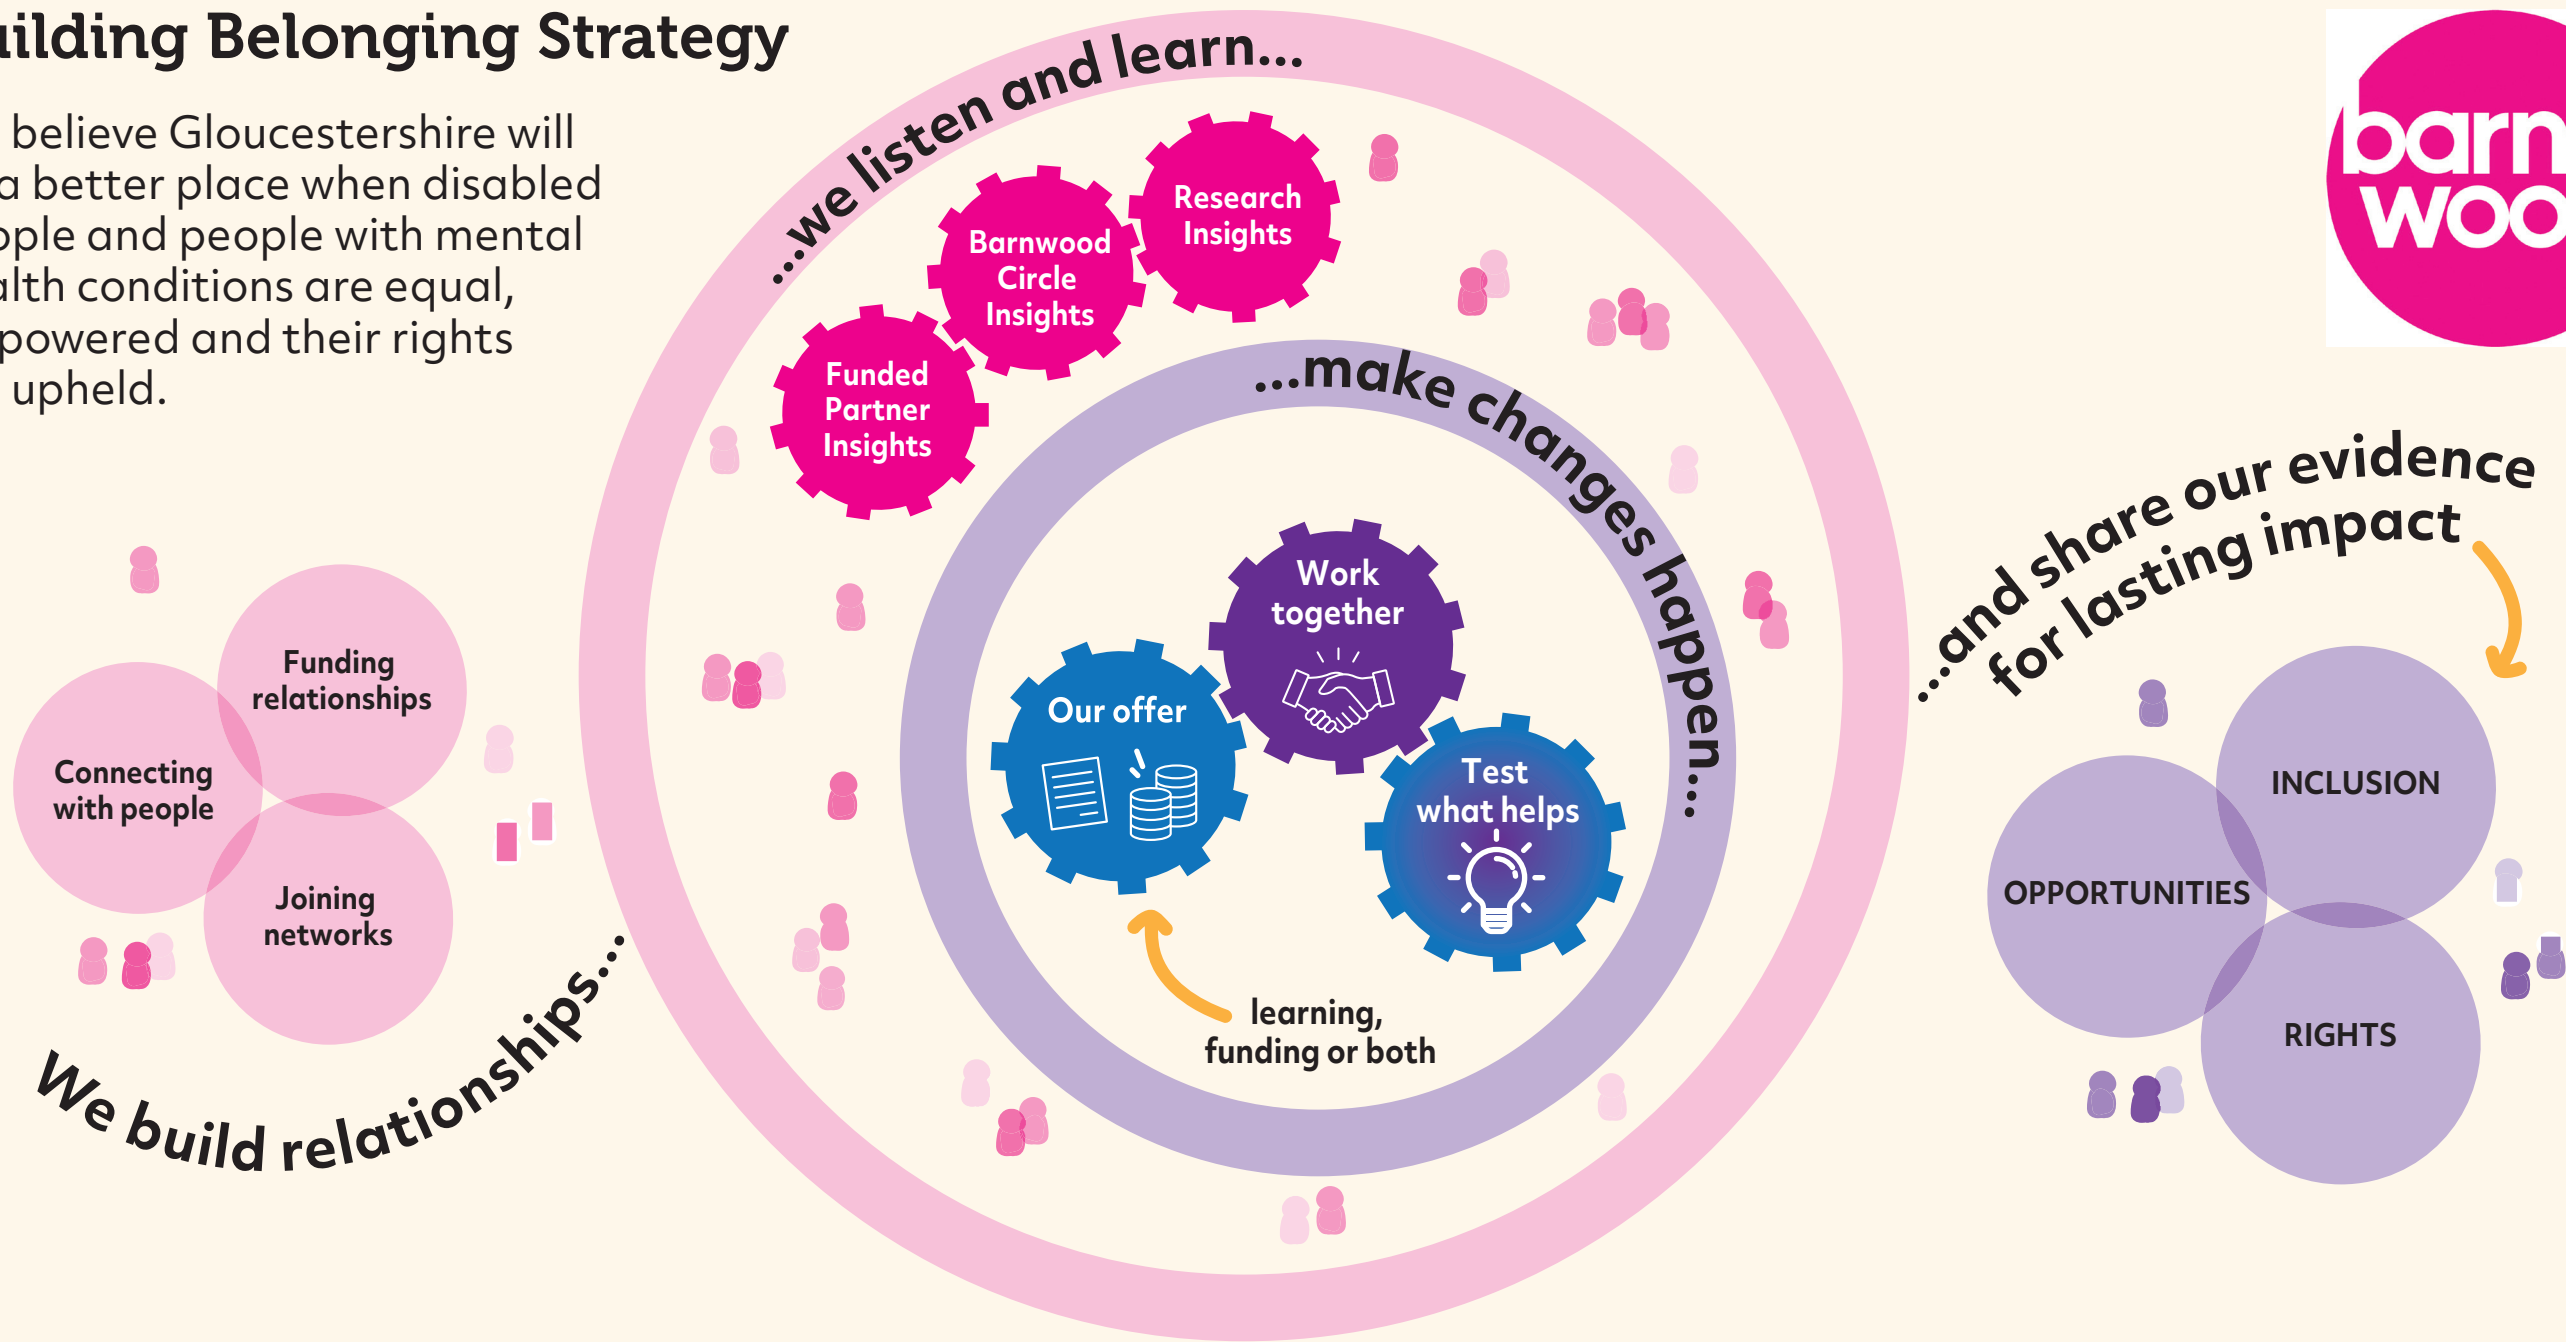 uilding Belonging Strategy
believe Gloucestershire will
a better place when disabled
ople and people with mental
alth conditions are equal,
powered and their rights
upheld.
Funding
relationships
Connecting
with people
Joining
networks
We build relationships...
...we listen and learn...
Research
Insights
Barnwood
Circle
Insights
Funded
Partner
Insights
...make changes happen...
Work
together
Our offer
Test
what helps
learning,
funding or both
barn
woo
...and share our evidence
for lasting impact
INCLUSION
OPPORTUNITIES
RIGHTS